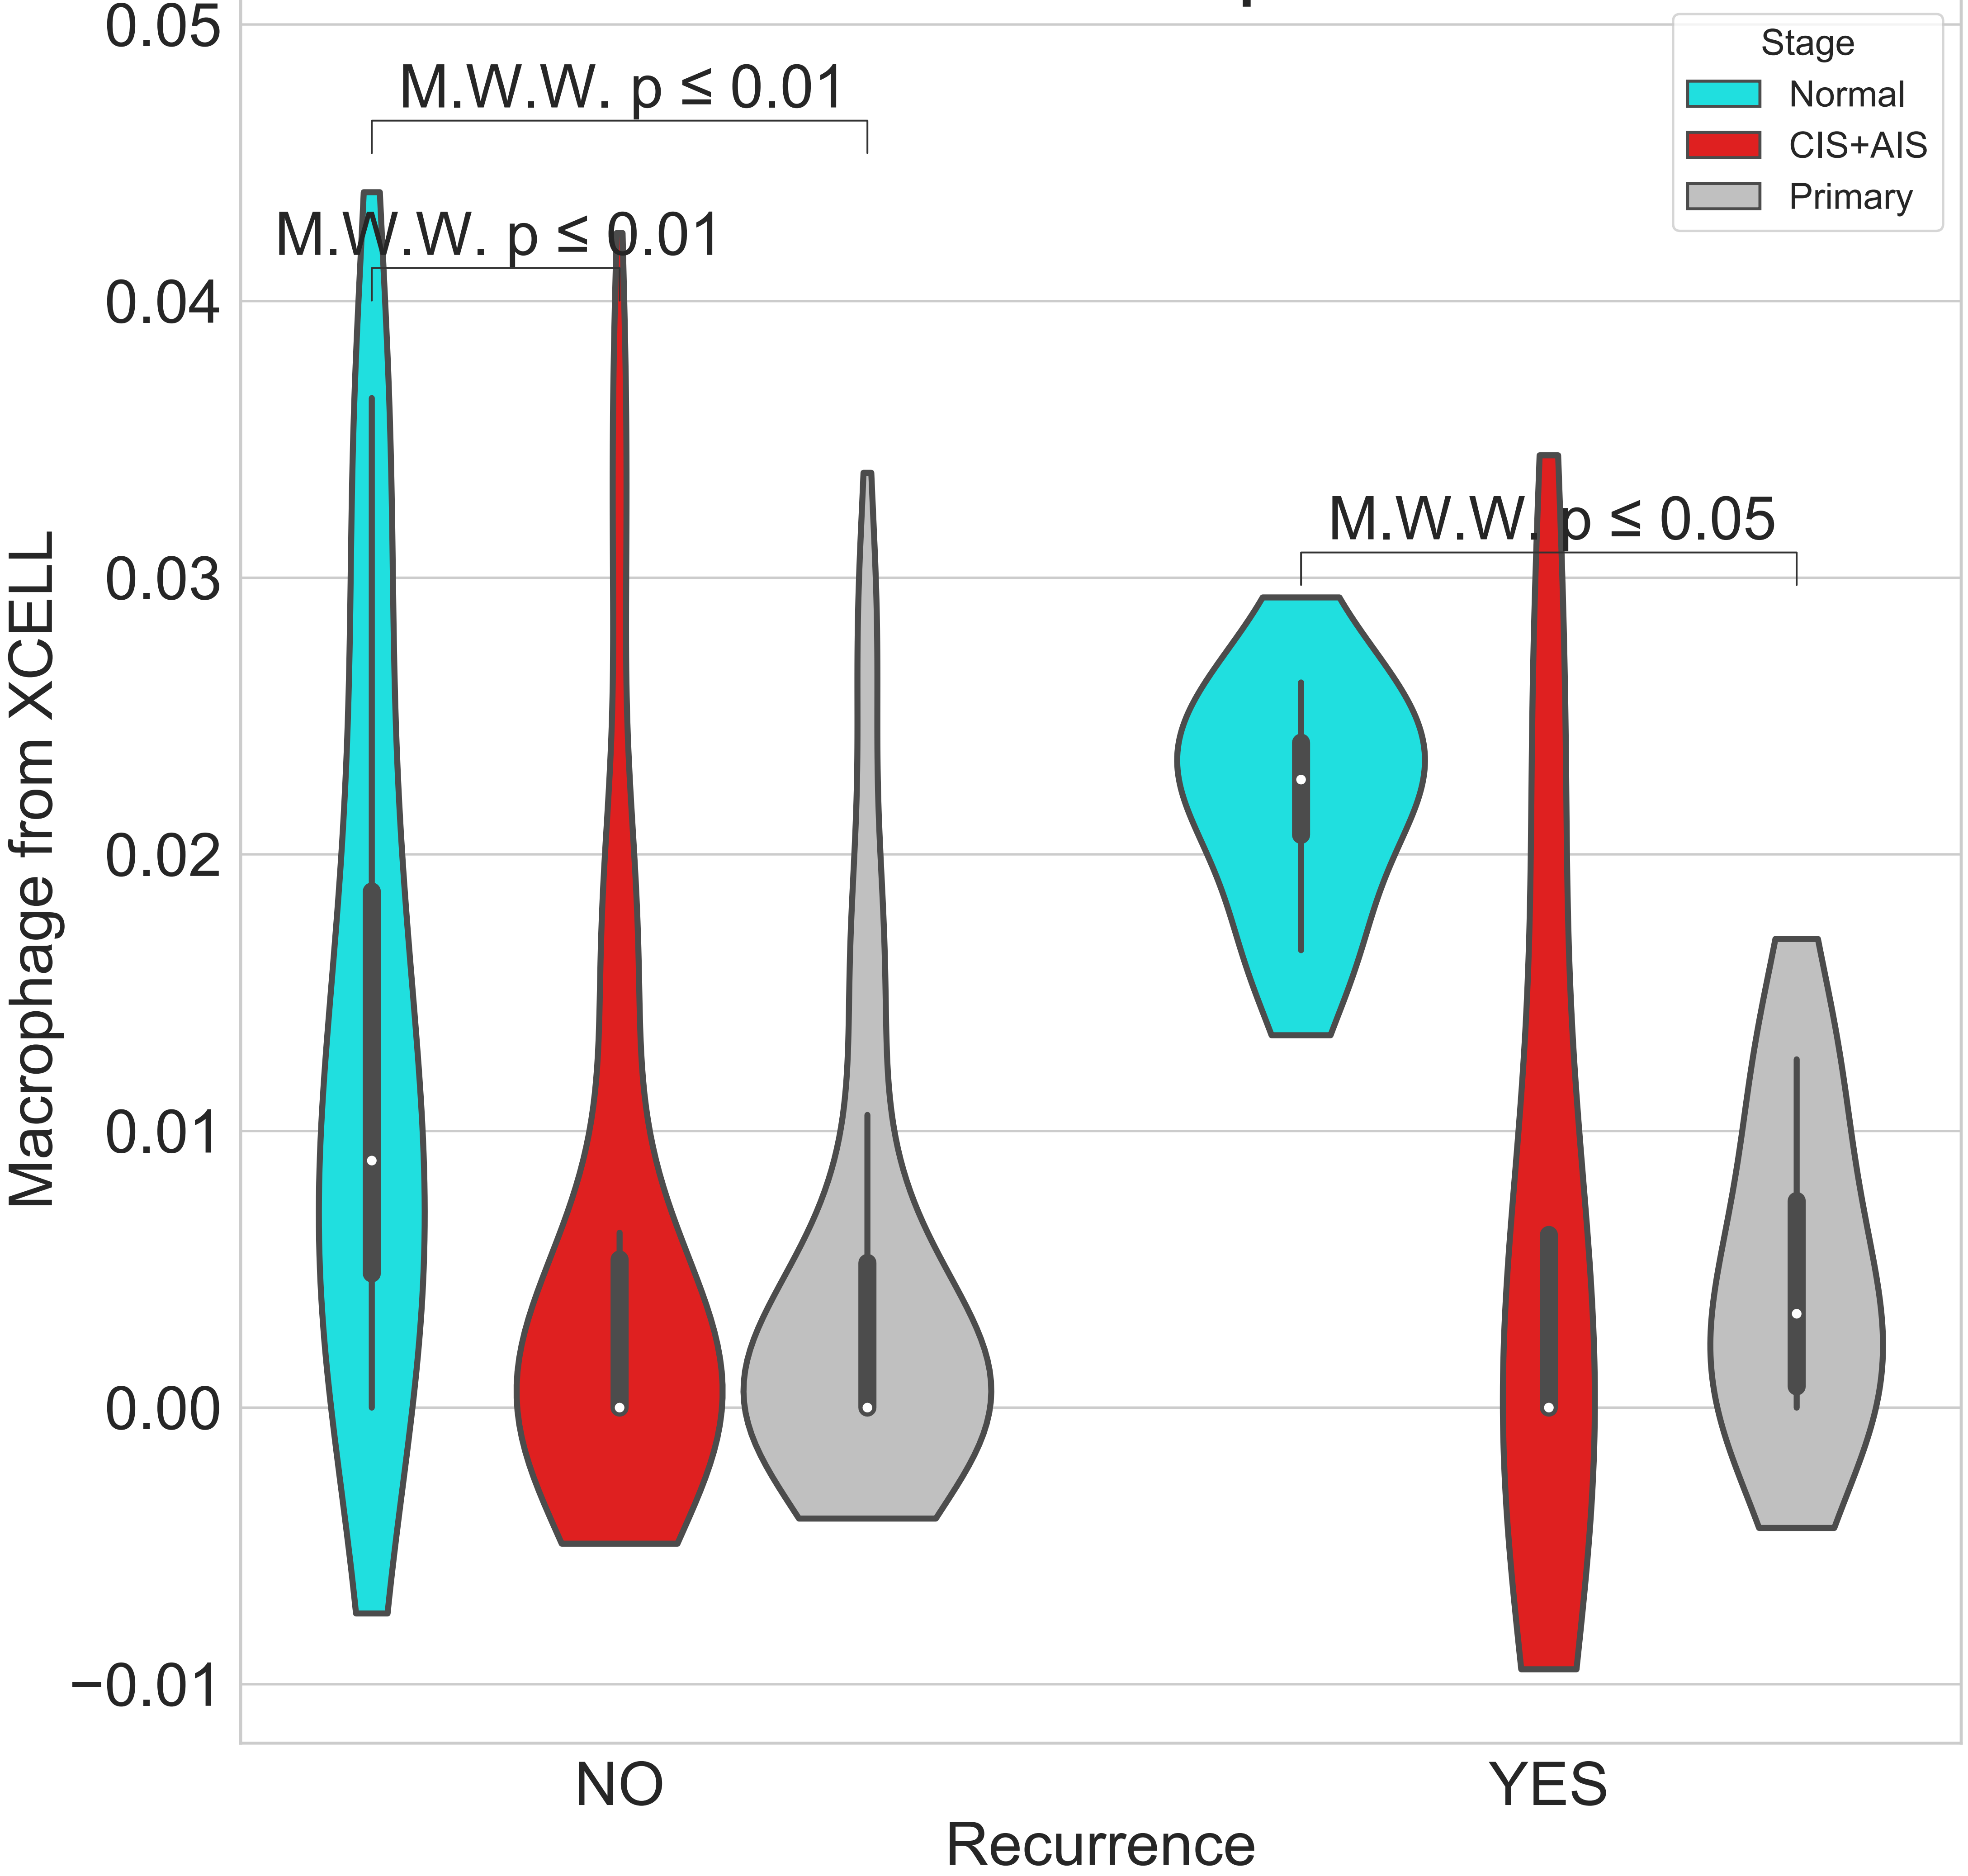 0.05
M.W.W. p ≤ 0.01
Stage
Normal
CIS+AIS
Primary
M.W.W. p ≤ 0.01
0.04
M.W.W. p ≤ 0.05
0.03
Macrophage from XCELL
0.02
0.01
0.00
−0.01
NO
YES
Recurrence